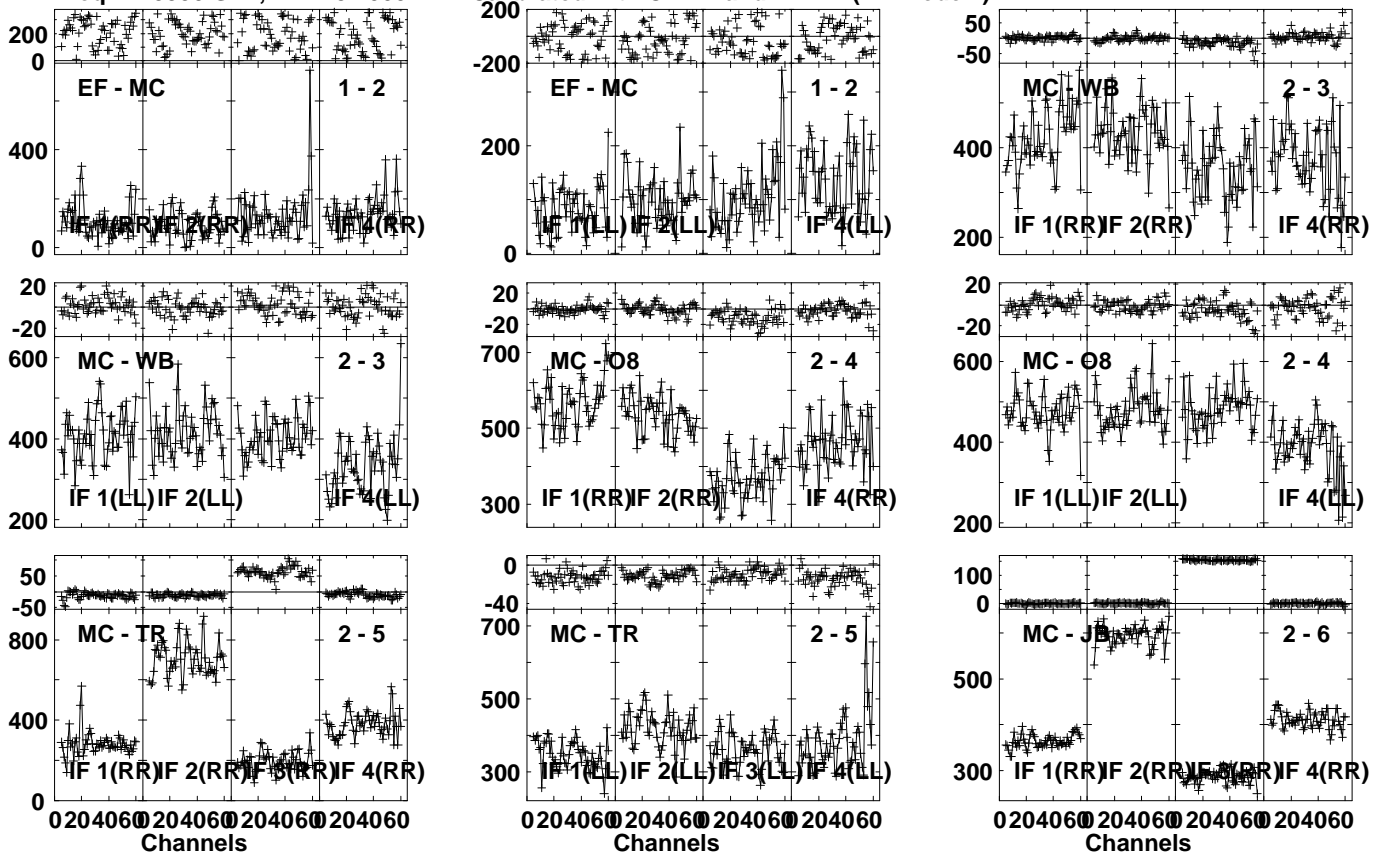 200 200 50
0 -200 -50
EF - MC 1 - 2 EF - MC 1 - 2 MC - WB 2 - 3
400 200 400
IF 1(RR) IF 2(RR) IF 4(RR) IF 1(LL) IF 2(LL) IF 4(LL) IF 1(RR) IF 2(RR) IF 4(RR)
0 0 200
20 20 20
-20 -20 -20
MC - WB 2 - 3 MC - O8 2 - 4 MC - O8 2 - 4
600 700 600
400 500 400
IF 1(LL) IF 2(LL) IF 4(LL) IF 1(RR) IF 2(RR) IF 4(RR) IF 1(LL) IF 2(LL) IF 4(LL)
200 300 200
50 0 100
-50 -40 0
MC - TR 2 - 5 MC - TR 2 - 5 MC - JB 2 - 6
800 700 500
400 500 300
IF 1(RR) IF 2(RR) IF 3(RR) IF 4(RR) IF 1(LL) IF 2(LL) IF 3(LL) IF 4(LL) IF 1(RR) IF 2(RR) IF 3(RR) IF 4(RR)
0 300
0 20 40 60 0 20 40 60 0 20 40 60 0 20 40 60 0 20 40 60 0 20 40 60 0 20 40 60 0 20 40 60 0 20 40 60 0 20 40 60 0 20 40 60 0 20 40 60
Channels Channels Channels